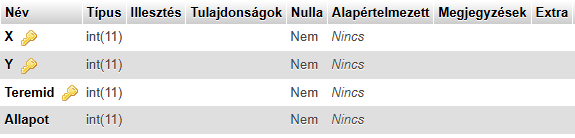 Név Típus Illesztés Tulajdonságok Nulla Alapértelmezett Megjegyzések Extra
X int(11) Nem Nincs
Y int(11) Nem Nincs
Teremid int(11) Nem Nincs
Allapot int(11) Nem Nincs